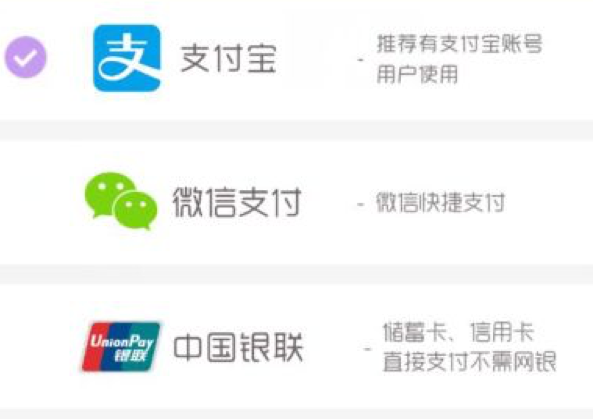 支 支付宝 - 推荐有支付宝账号
用户使用
微信支付 - 微信快捷支付
UnionPay
银联
中国银联 - 储蓄卡、信用卡
直接支付不需网银